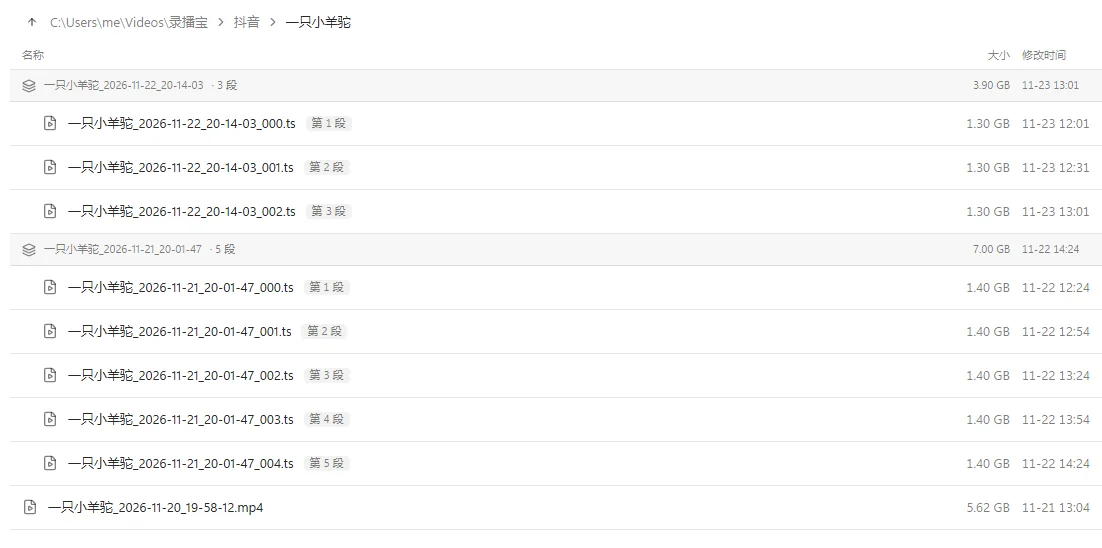 C:\Users\me\Videos\录播宝 > 抖音 > 一只小羊驼
名称 大小 修改时间
一只小羊驼_2026-11-22_20-14-03 · 3 段 3.90 GB 11-23 13:01
一只小羊驼_2026-11-22_20-14-03_000.ts 第 1 段 1.30 GB 11-23 12:01
一只小羊驼_2026-11-22_20-14-03_001.ts 第 2 段 1.30 GB 11-23 12:31
一只小羊驼_2026-11-22_20-14-03_002.ts 第 3 段 1.30 GB 11-23 13:01
一只小羊驼_2026-11-21_20-01-47 · 5 段 7.00 GB 11-22 14:24
一只小羊驼_2026-11-21_20-01-47_000.ts 第 1 段 1.40 GB 11-22 12:24
一只小羊驼_2026-11-21_20-01-47_001.ts 第 2 段 1.40 GB 11-22 12:54
一只小羊驼_2026-11-21_20-01-47_002.ts 第 3 段 1.40 GB 11-22 13:24
一只小羊驼_2026-11-21_20-01-47_003.ts 第 4 段 1.40 GB 11-22 13:54
一只小羊驼_2026-11-21_20-01-47_004.ts 第 5 段 1.40 GB 11-22 14:24
一只小羊驼_2026-11-20_19-58-12.mp4 5.62 GB 11-21 13:04